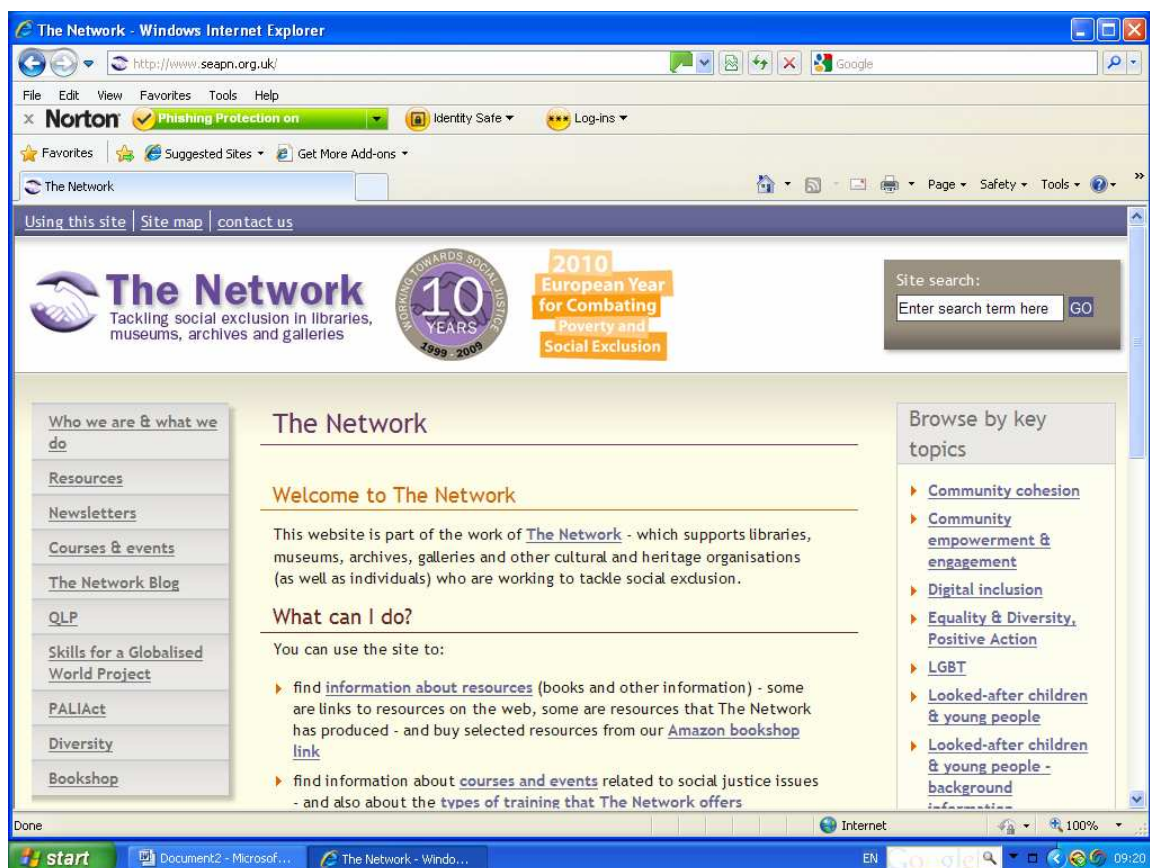 The Network - Windows Internet Explorer
http://www.seapn.org.uk/
Google
File Edit View Favorites Tools Help
x Norton Phishing Protection on Identity Safe Log-ins
Favorites Suggested Sites Get More Add-ons
The Network
Page Safety Tools
Using this site | Site map | contact us
The Network
Tackling social exclusion in libraries,
museums, archives and galleries
WORKING TOWARDS SOCIAL JUSTICE
10
YEARS
1999 - 2009
2010
European Year
for Combating
Poverty and
Social Exclusion
Site search:
Enter search term here GO
Who we are & what we
do
Resources
Newsletters
Courses & events
The Network Blog
QLP
Skills for a Globalised
World Project
PALIAct
Diversity
Bookshop
The Network
Welcome to The Network
This website is part of the work of The Network - which supports libraries,
museums, archives, galleries and other cultural and heritage organisations
(as well as individuals) who are working to tackle social exclusion.
What can I do?
You can use the site to:
find information about resources (books and other information) - some
are links to resources on the web, some are resources that The Network
has produced - and buy selected resources from our Amazon bookshop
link
find information about courses and events related to social justice issues
- and also about the types of training that The Network offers
Browse by key
topics
Community cohesion
Community
empowerment &
engagement
Digital inclusion
Equality & Diversity,
Positive Action
LGBT
Looked-after children
& young people
Looked-after children
& young people -
background
information
Done Internet 100%
start Document2 - Microsof... The Network - Windo... EN Google 09:20